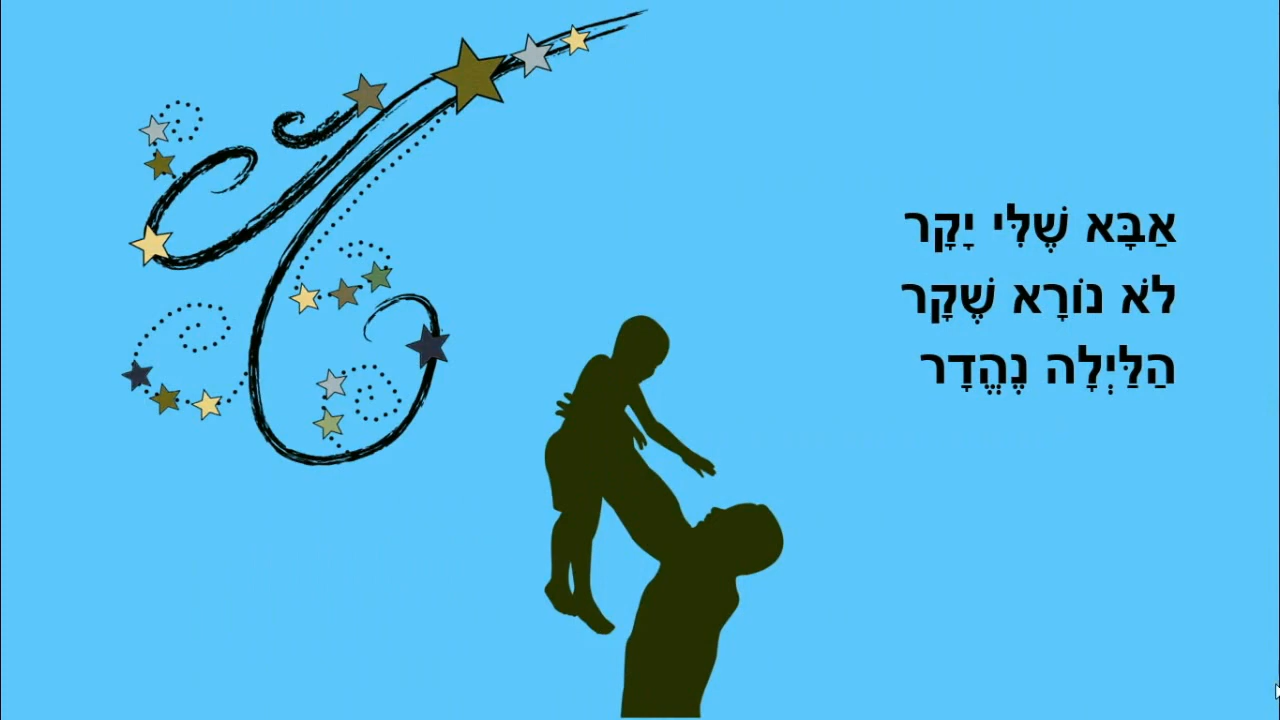 אַבָּא שֶׁלִּי יָקָר
לֹא נוֹרָא שֶׁקָר
הַלַּיְלָה נֶהֱדָר